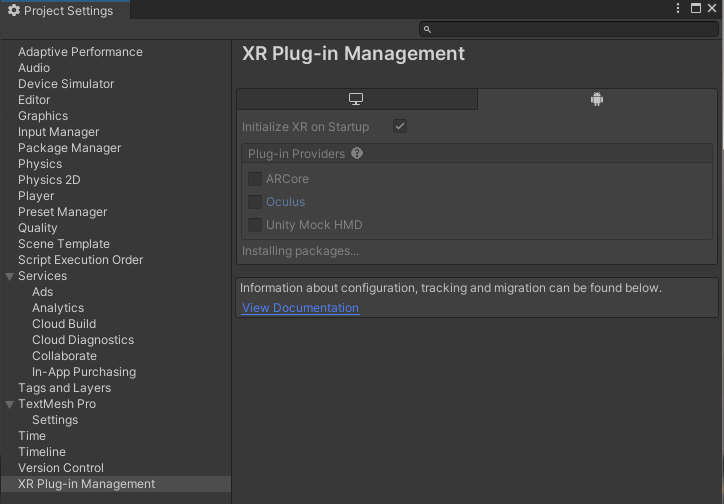 Project Settings
Adaptive Performance
Audio
Device Simulator
Editor
Graphics
Input Manager
Package Manager
Physics
Physics 2D
Player
Preset Manager
Quality
Scene Template
Script Execution Order
Services
Ads
Analytics
Cloud Build
Cloud Diagnostics
Collaborate
In-App Purchasing
Tags and Layers
TextMesh Pro
Settings
Time
Timeline
Version Control
XR Plug-in Management
XR Plug-in Management
Initialize XR on Startup
Plug-in Providers
ARCore
Oculus
Unity Mock HMD
Installing packages...
Information about configuration, tracking and migration can be found below.
View Documentation